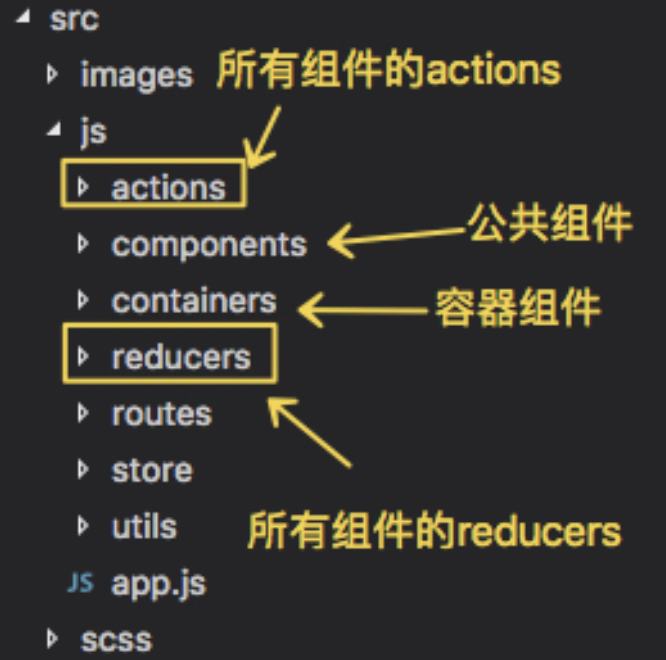 src
images 所有组件的actions
js
actions
components 公共组件
containers 容器组件
reducers
routes
store
utils 所有组件的reducers
JS app.js
scss